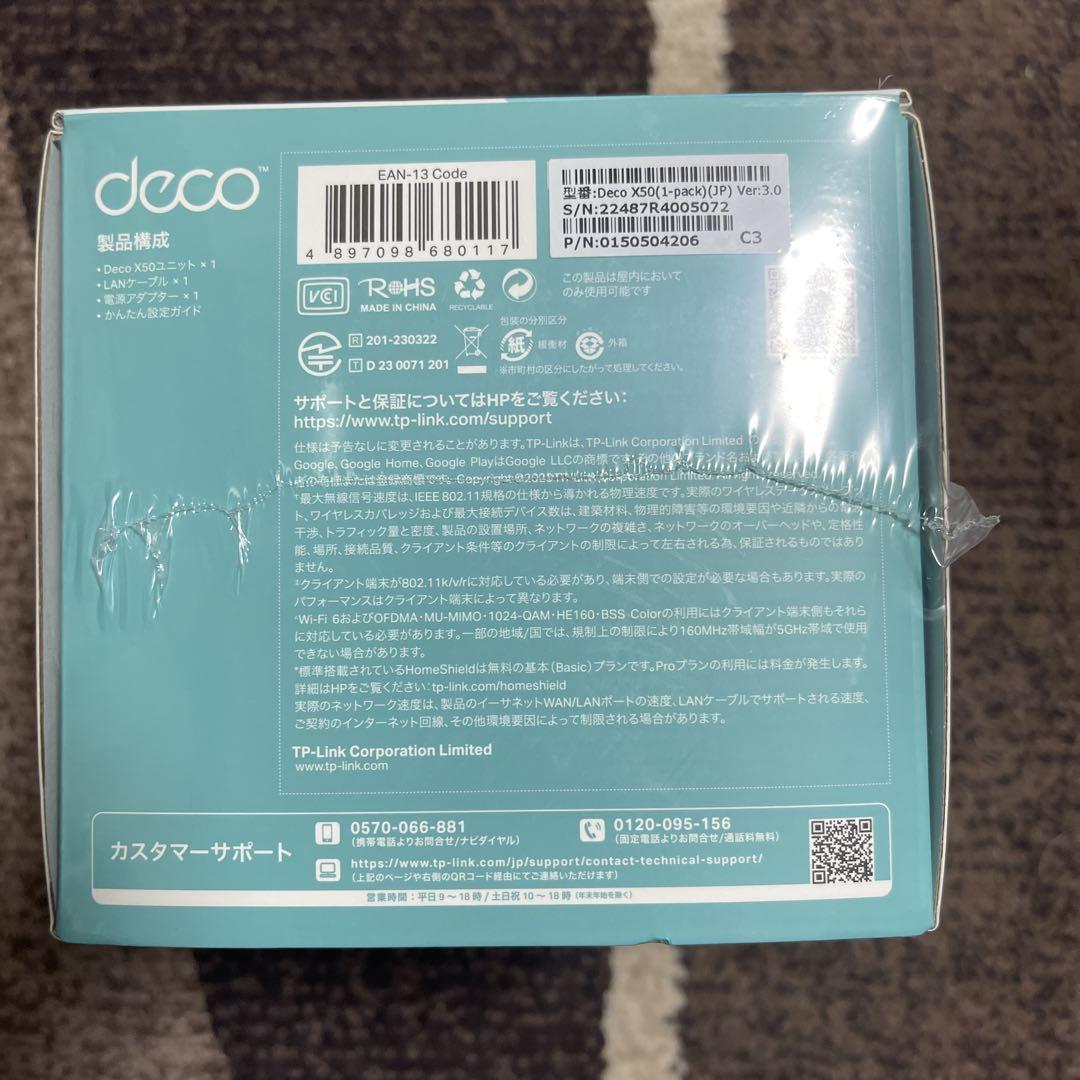 deco™
製品構成
• Deco X50ユニット × 1
• LANケーブル × 1
• 電源アダプター × 1
• かんたん設定ガイド
EAN-13 Code
4 897098 680117
型番:Deco X50(1-pack)(JP) Ver:3.0
S/N:22487R4005072
P/N:0150504206 C3
VCI
RoHS
MADE IN CHINA
RECYCLABLE
この製品は屋内において
のみ使用可能です
R 201-230322
T D 23 0071 201
包装の分別区分
紙 緩衝材
外箱
※市町村の区分にしたがって処理してください。
サポートと保証についてはHPをご覧ください:
https://www.tp-link.com/support
仕様は予告なしに変更されることがあります。TP-Linkは、TP-Link Corporation Limited
Google, Google Home, Google PlayはGoogle LLCの商標です。その他
者の商標または登録商標です。 Copyright Corporation Limited. All
†最大無線信号速度は、IEEE 802.11規格の仕様から導かれる物理速度です。実際のワイヤレス
ト、ワイヤレスカバレッジおよび最大接続デバイス数は、建築材料、物理的障害等の環境要因や近隣からの
干渉、トラフィック量と密度、製品の設置場所、ネットワークの複雑さ、ネットワークのオーバーヘッドや、定格性
能、場所、接続品質、クライアント条件等のクライアントの制限によって左右される為、保証されるものではあり
ません。
‡クライアント端末が802.11k/v/rに対応している必要があり、端末側での設定が必要な場合もあります。実際の
パフォーマンスはクライアント端末によって異なります。
Wi-Fi 6およびOFDMA・MU-MIMO・1024-QAM・HE160・BSS Colorの利用にはクライアント端末側もそれら
に対応している必要があります。一部の地域/国では、規制上の制限により160MHz帯域幅が5GHz帯域で使用
できない場合があります。
*標準搭載されているHomeShieldは無料の基本(Basic)プランです。Proプランの利用には料金が発生します。
詳細はHPをご覧ください:tp-link.com/homeshield
実際のネットワーク速度は、製品のイーサネットWAN/LANポートの速度、LANケーブルでサポートされる速度、
ご契約のインターネット回線、その他環境要因によって制限される場合があります。
TP-Link Corporation Limited
www.tp-link.com
カスタマーサポート
0570-066-881
(携帯電話よりお問合せ/ナビダイヤル)
0120-095-156
(固定電話よりお問合せ/通話料無料)
https://www.tp-link.com/jp/support/contact-technical-support/
(上記のページや右側のQRコード経由にてご連絡いただけます)
営業時間:平日9〜18時/土日祝10〜18時(年末年始を除く)